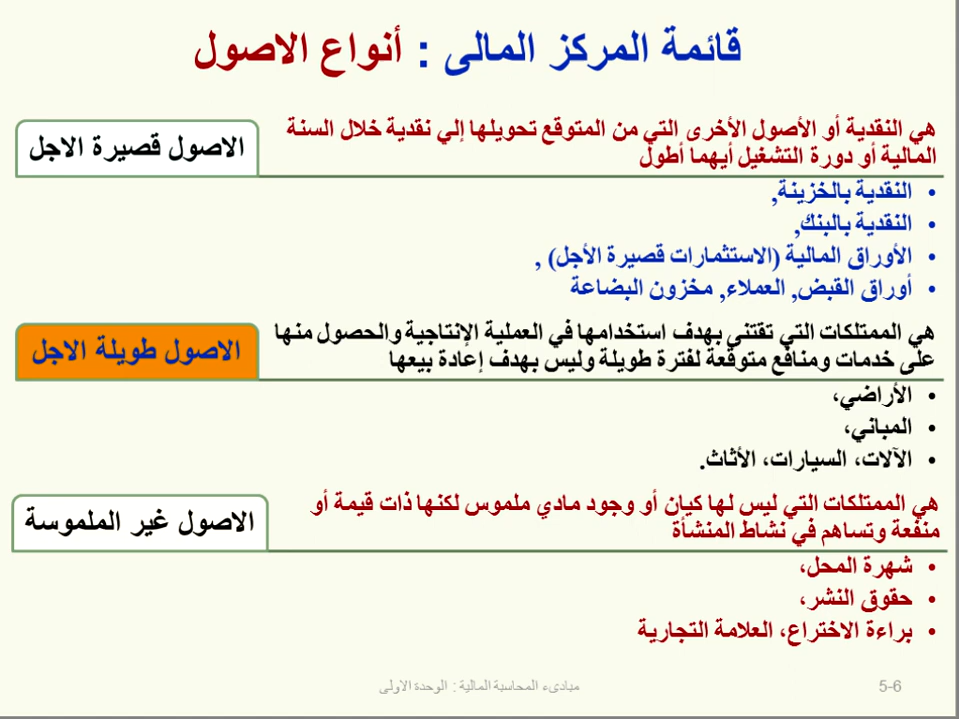 قائمة المركز المالى : أنواع الاصول
الاصول قصيرة الاجل
هي النقدية أو الأصول الأخرى التي من المتوقع تحويلها إلي نقدية خلال السنة
المالية أو دورة التشغيل أيهما أطول
• النقدية بالخزينة,
• النقدية بالبنك,
• الأوراق المالية (الاستثمارات قصيرة الأجل) ,
• أوراق القبض, العملاء, مخزون البضاعة
الاصول طويلة الاجل
هي الممتلكات التي تقتنى بهدف استخدامها في العملية الإنتاجية والحصول منها
على خدمات ومنافع متوقعة لفترة طويلة وليس بهدف إعادة بيعها
• الأراضي،
• المباني،
• الآلات، السيارات، الأثاث.
الاصول غير الملموسة
هي الممتلكات التي ليس لها كيان أو وجود مادي ملموس لكنها ذات قيمة أو
منفعة وتساهم في نشاط المنشأة
• شهرة المحل،
• حقوق النشر،
• براءة الاختراع، العلامة التجارية
مبادىء المحاسبة المالية : الوحدة الاولى
5-6